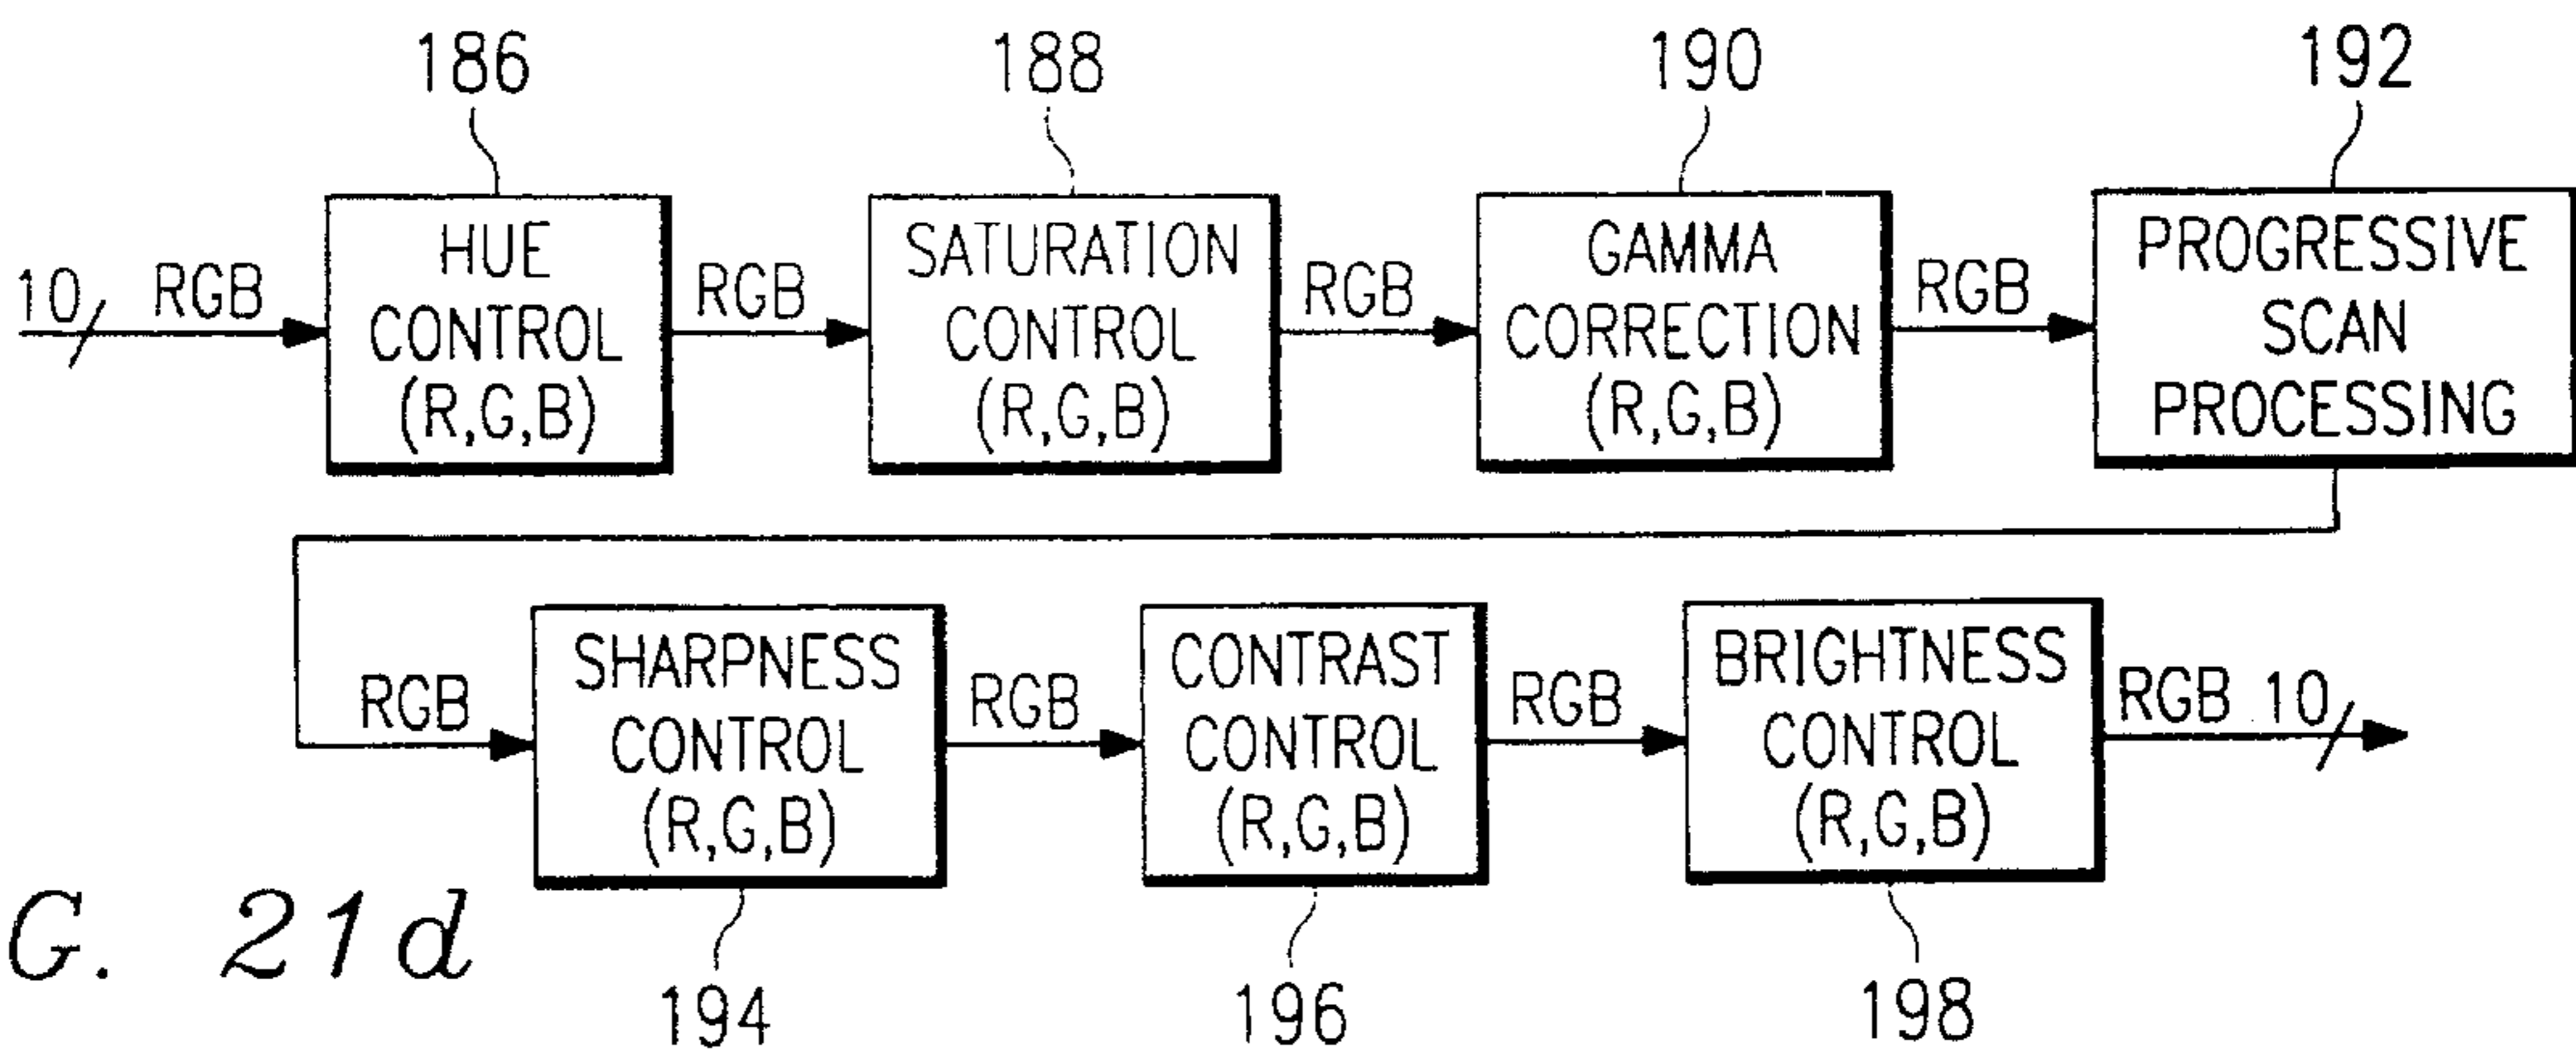 186
188
190
192
10
RGB
HUE
CONTROL
(R,G,B)
RGB
SATURATION
CONTROL
(R,G,B)
RGB
GAMMA
CORRECTION
(R,G,B)
RGB
PROGRESSIVE
SCAN
PROCESSING
RGB
SHARPNESS
CONTROL
(R,G,B)
RGB
CONTRAST
CONTROL
(R,G,B)
RGB
BRIGHTNESS
CONTROL
(R,G,B)
RGB 10
G. 21d
194
196
198